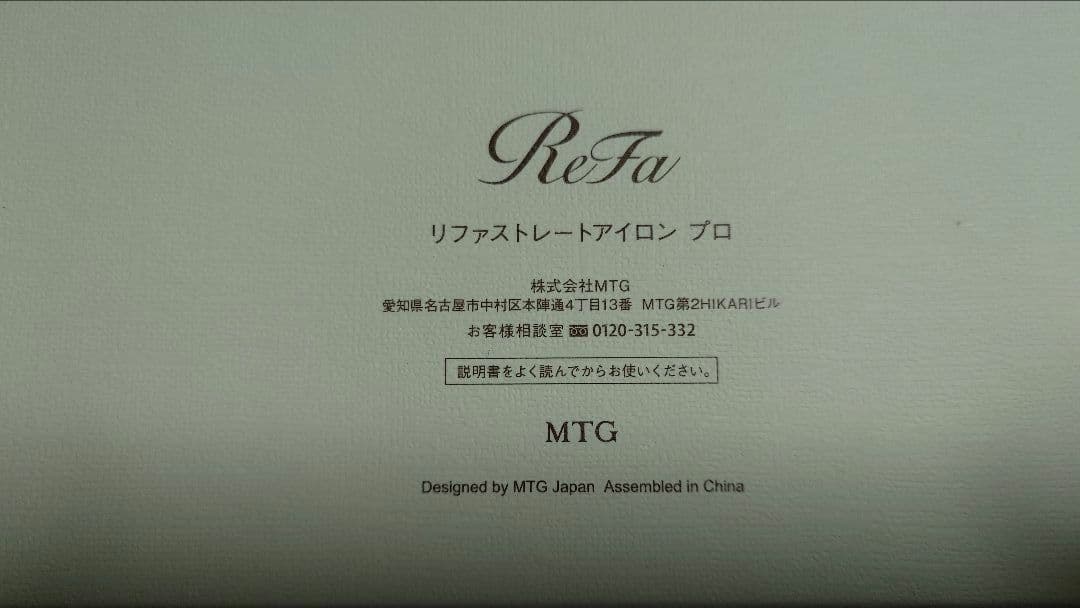 ReFa
リファストレートアイロン プロ
株式会社MTG
愛知県名古屋市中村区本陣通4丁目13番 MTG第2HIKARIビル
お客様相談室 0120-315-332
説明書をよく読んでからお使いください。
MTG
Designed by MTG Japan Assembled in China